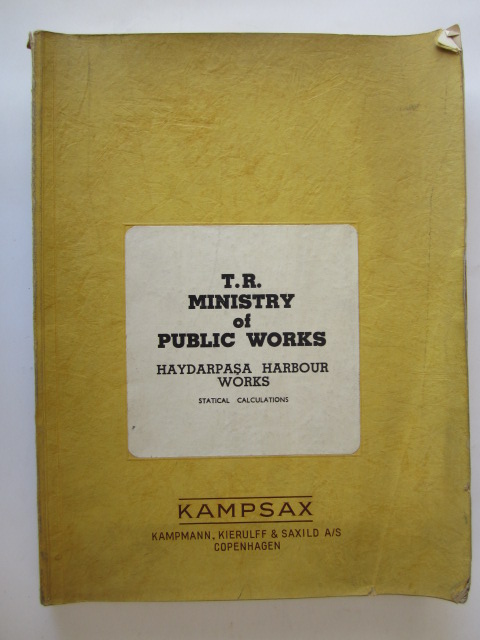 T.R.
MINISTRY
of
PUBLIC WORKS
HAYDARPAŞA HARBOUR
WORKS
STATICAL CALCULATIONS
KAMPSAX
KAMPMANN, KIERULFF & SAXILD A/S
COPENHAGEN